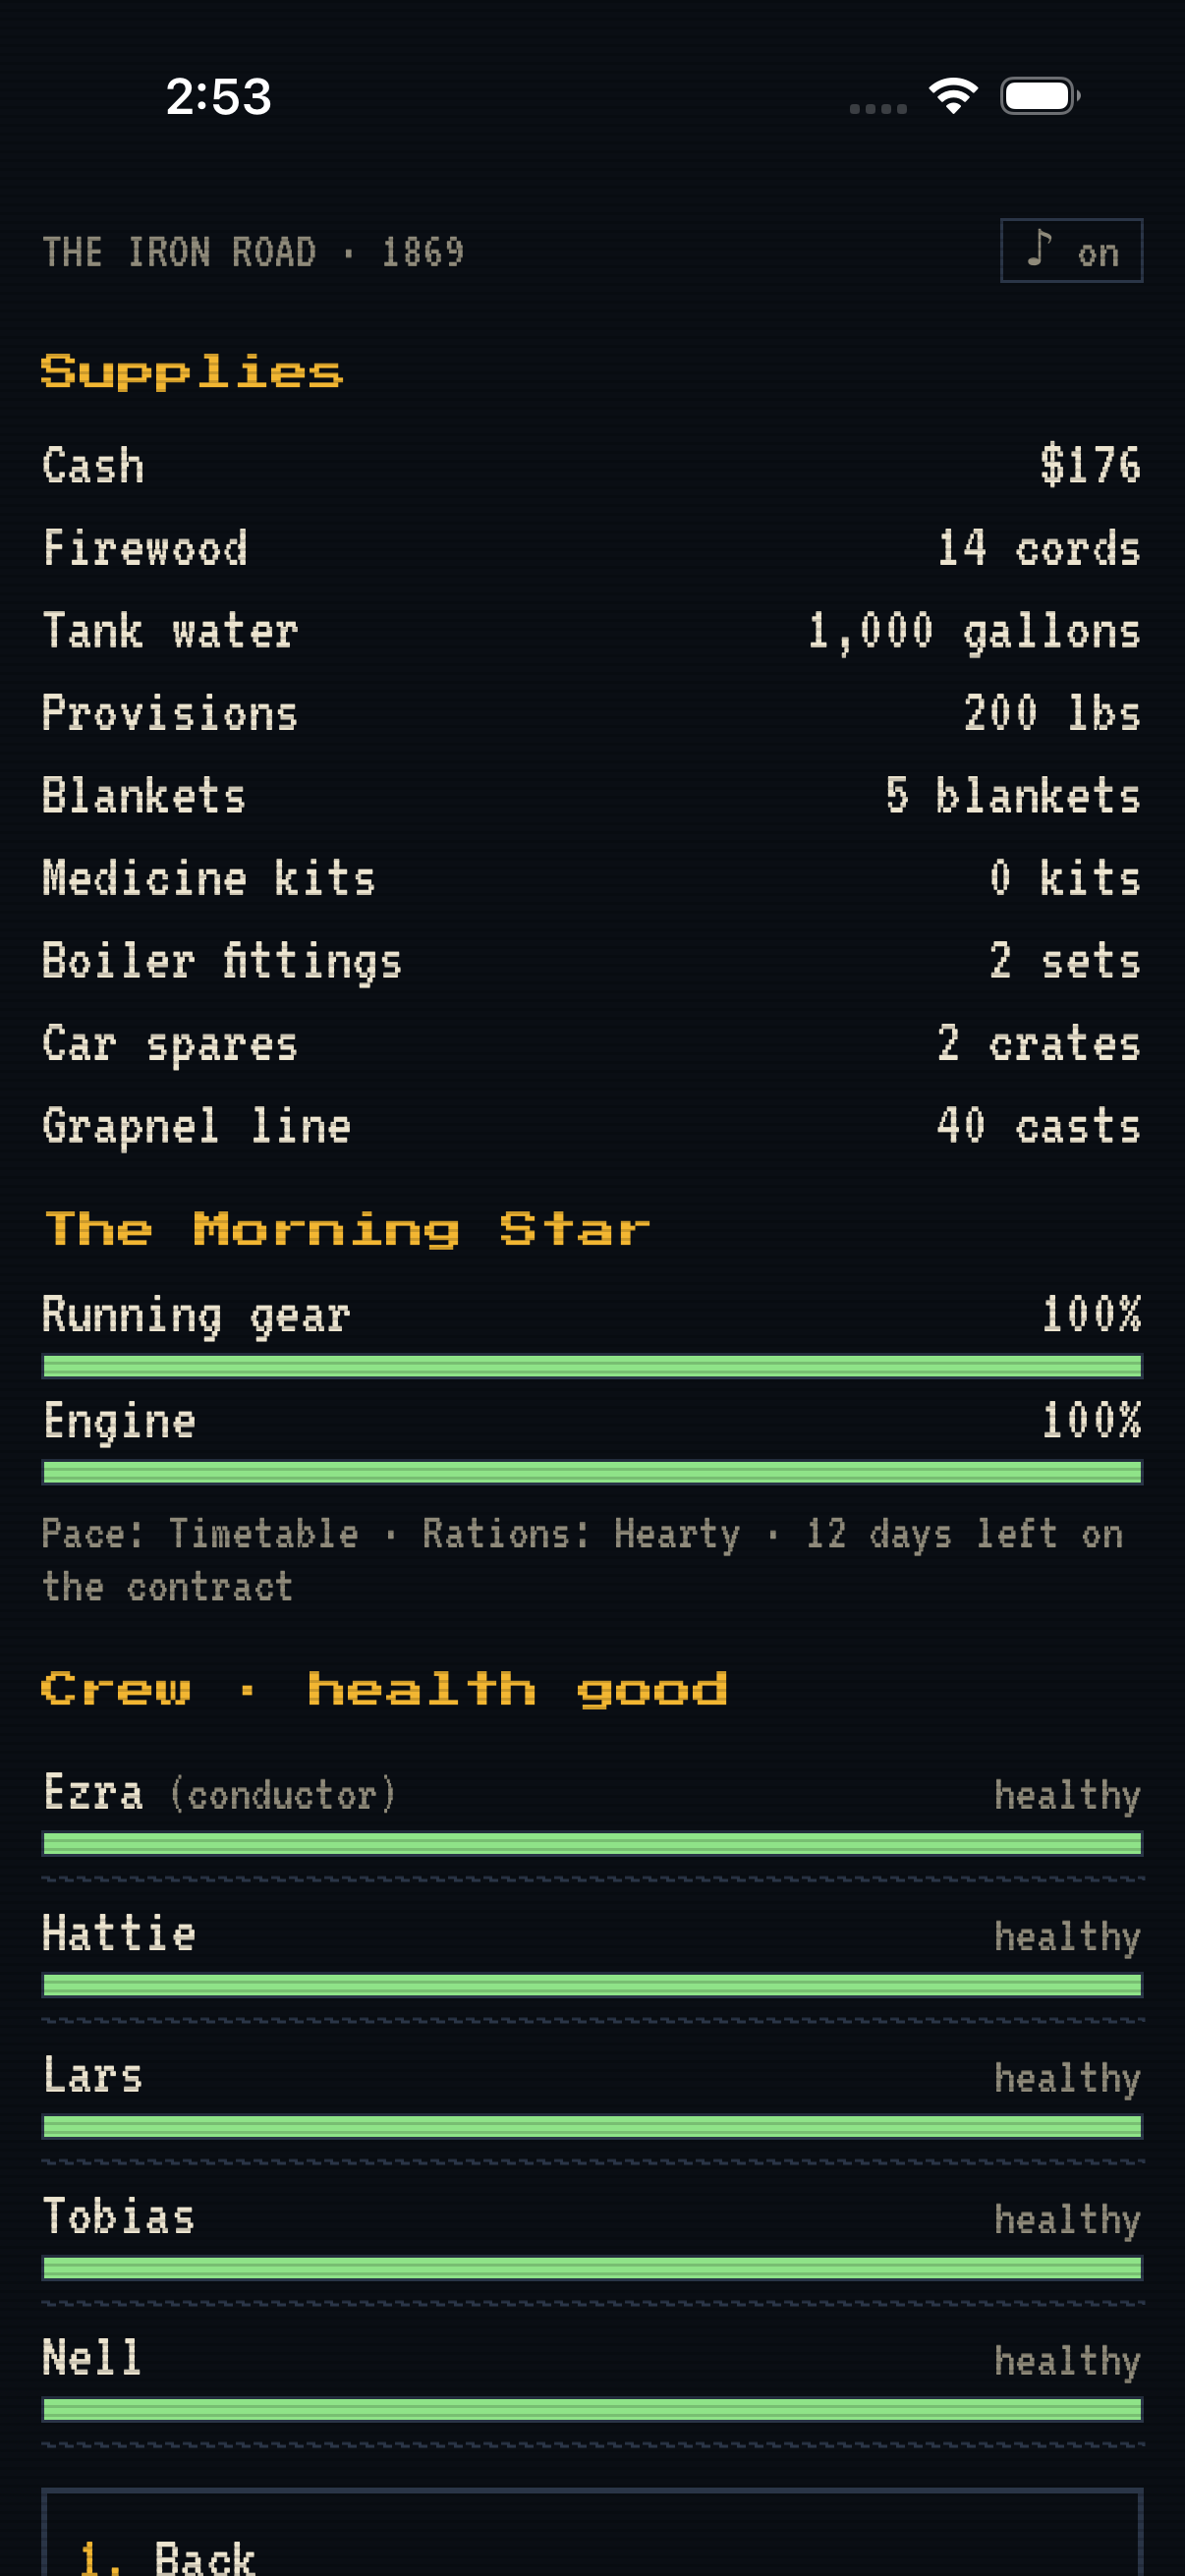 2:53
THE IRON ROAD · 1869
♪ on
Supplies
Cash $176
Firewood 14 cords
Tank water 1,000 gallons
Provisions 200 lbs
Blankets 5 blankets
Medicine kits 0 kits
Boiler fittings 2 sets
Car spares 2 crates
Grapnel line 40 casts
The Morning Star
Running gear 100%
Engine 100%
Pace: Timetable · Rations: Hearty · 12 days left on
the contract
Crew · health good
Ezra (conductor) healthy
Hattie healthy
Lars healthy
Tobias healthy
Nell healthy
1. Back